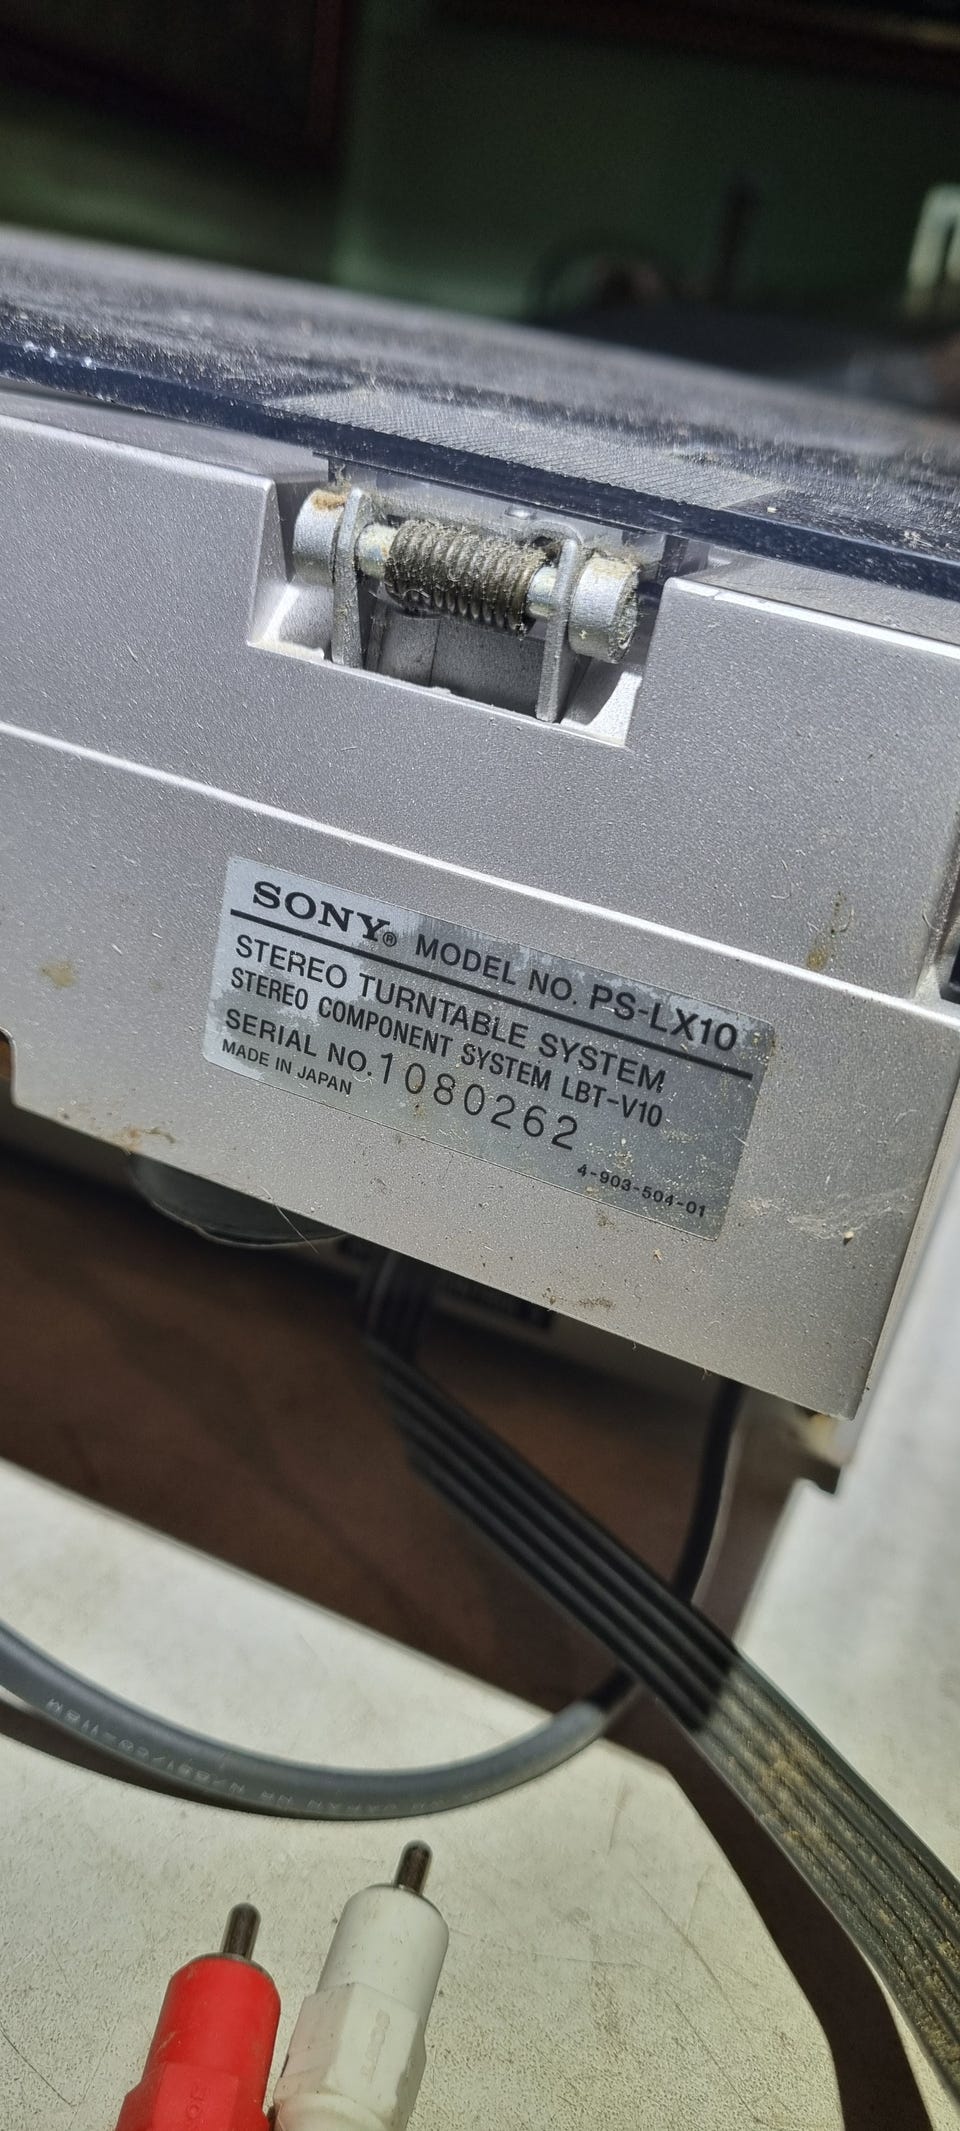 SONY® MODEL NO. PS-LX10
STEREO TURNTABLE SYSTEM
STEREO COMPONENT SYSTEM LBT-V10
SERIAL NO. 1080262
MADE IN JAPAN
4-903-504-01